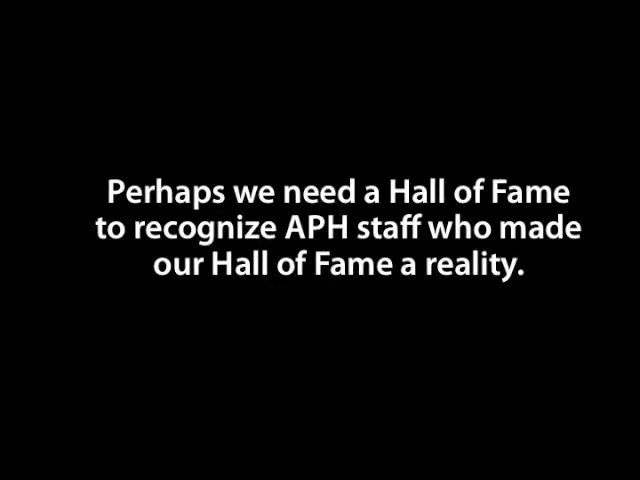 Perhaps we need a Hall of Fame
to recognize APH staff who made
our Hall of Fame a reality.